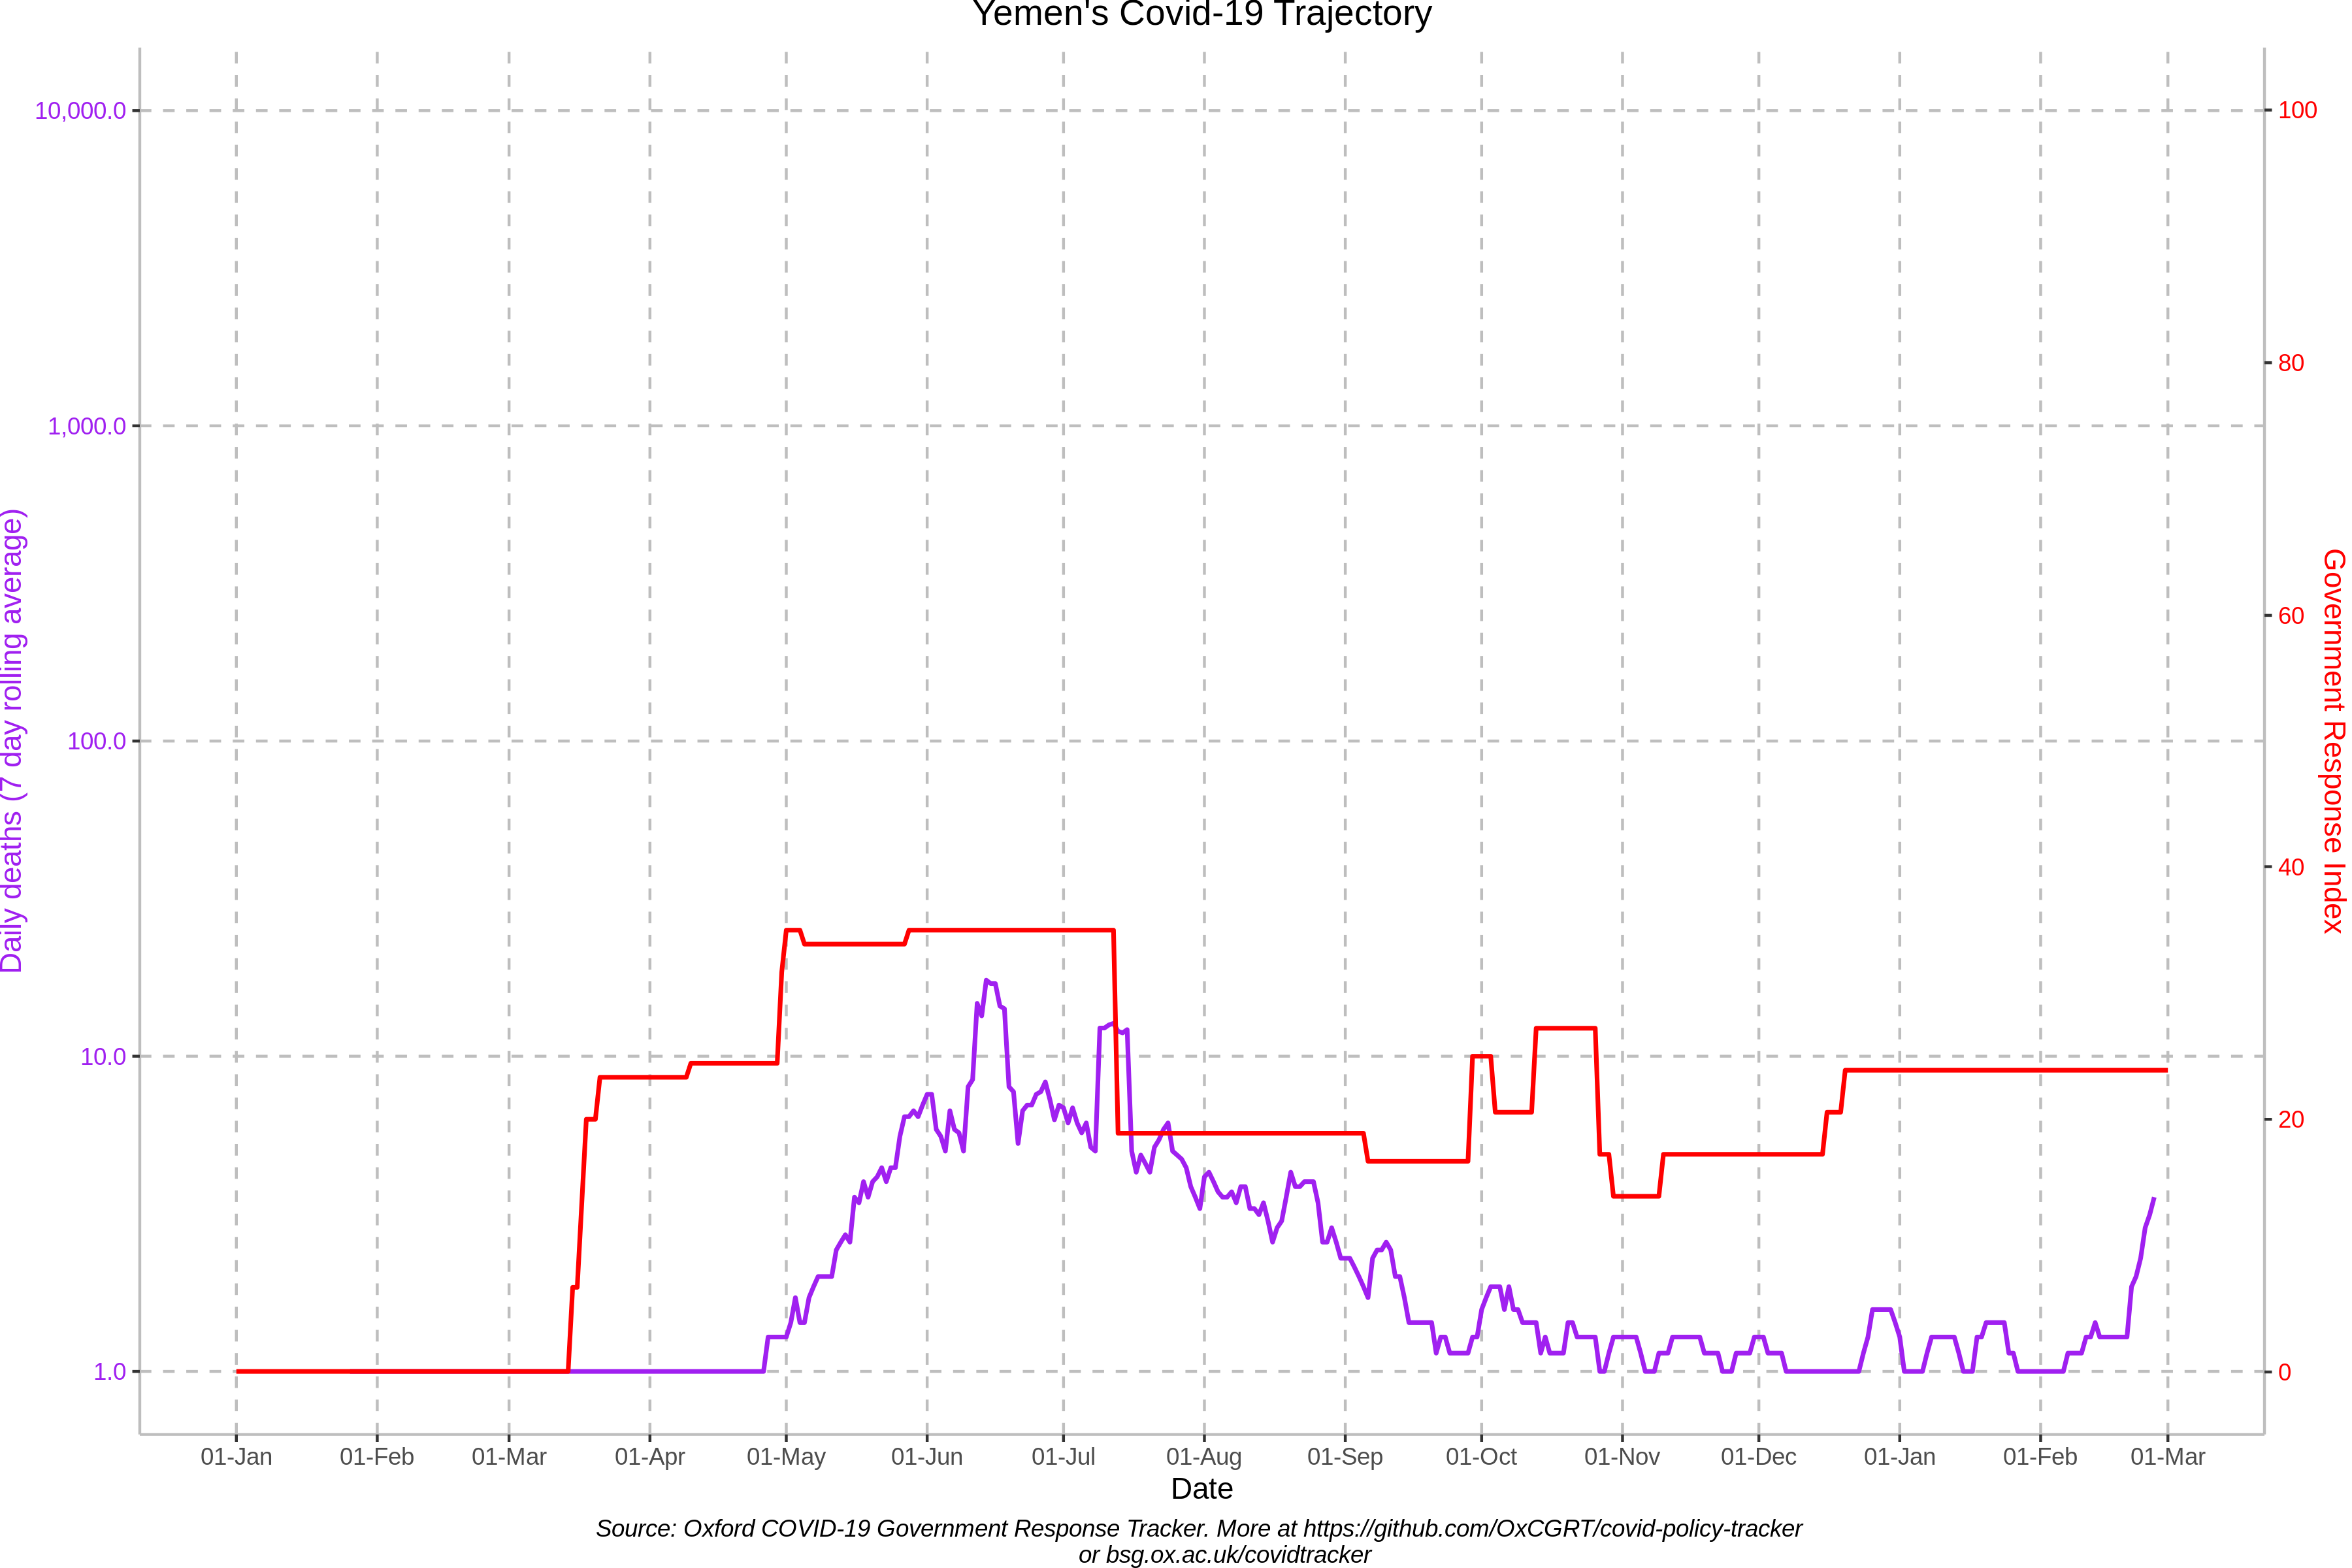 Yemen's Covid-19 Trajectory
10,000.0
1,000.0
100.0
10.0
1.0
Daily deaths (7 day rolling average)
100
80
60
40
20
0
Government Response Index
01-Jan 01-Feb 01-Mar 01-Apr 01-May 01-Jun 01-Jul 01-Aug 01-Sep 01-Oct 01-Nov 01-Dec 01-Jan 01-Feb 01-Mar
Date
Source: Oxford COVID-19 Government Response Tracker. More at https://github.com/OxCGRT/covid-policy-tracker
or bsg.ox.ac.uk/covidtracker